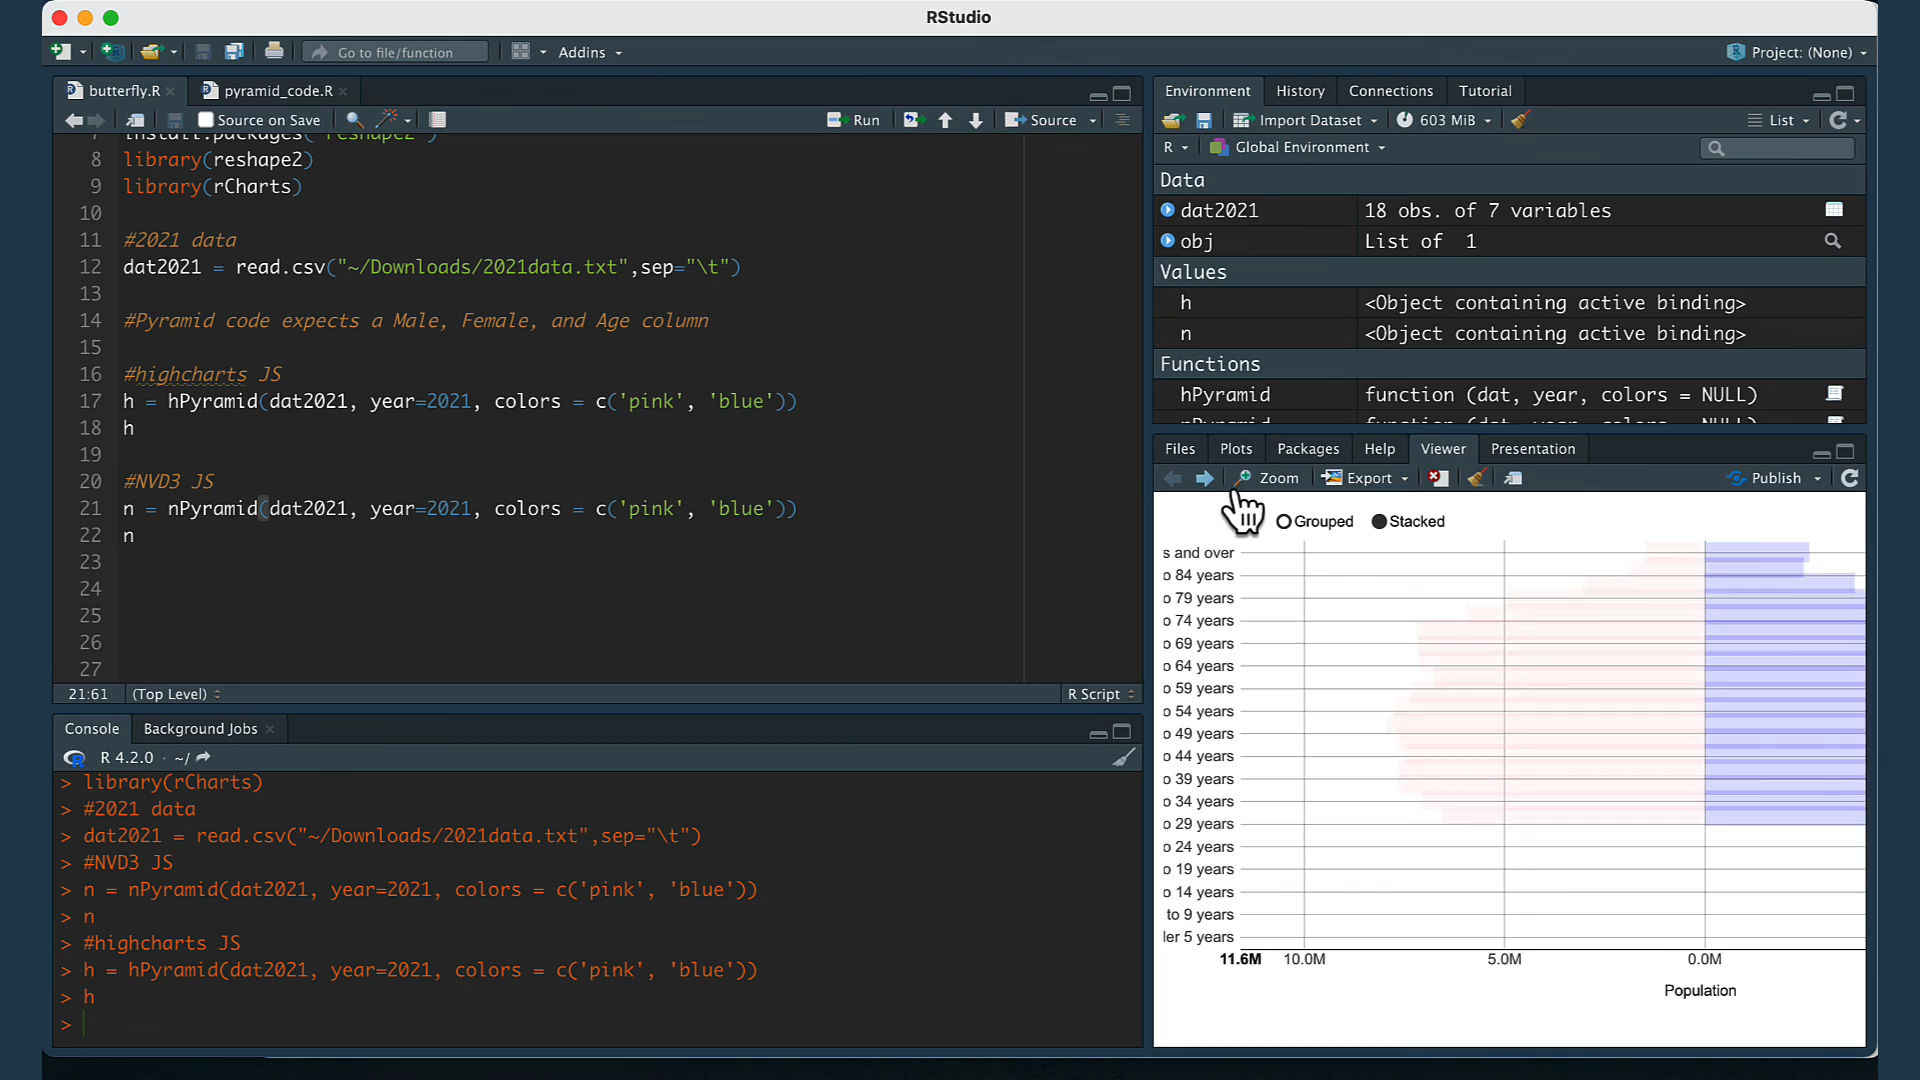 RStudio
Go to file/function
Addins
Project: (None)
butterfly.R
pyramid_code.R
Source on Save
Run
Source
install.packages("reshape2")
8 library(reshape2)
9 library(rCharts)
10
11 #2021 data
12 dat2021 = read.csv("~/Downloads/2021data.txt",sep="\t")
13
14 #Pyramid code expects a Male, Female, and Age column
15
16 #highcharts JS
17 h = hPyramid(dat2021, year=2021, colors = c('pink', 'blue'))
18 h
19
20 #NVD3 JS
21 n = nPyramid(dat2021, year=2021, colors = c('pink', 'blue'))
22 n
23
24
25
26
27
21:61 (Top Level) R Script
Console Background Jobs
R 4.2.0 · ~/
> library(rCharts)
> #2021 data
> dat2021 = read.csv("~/Downloads/2021data.txt",sep="\t")
> #NVD3 JS
> n = nPyramid(dat2021, year=2021, colors = c('pink', 'blue'))
> n
> #highcharts JS
> h = hPyramid(dat2021, year=2021, colors = c('pink', 'blue'))
> h
>
Environment History Connections Tutorial
Import Dataset 603 MiB List
R Global Environment
Data
dat2021 18 obs. of 7 variables
obj List of 1
Values
h <Object containing active binding>
n <Object containing active binding>
Functions
hPyramid function (dat, year, colors = NULL)
Files Plots Packages Help Viewer Presentation
Zoom Export Publish
Grouped Stacked
s and over
o 84 years
o 79 years
o 74 years
o 69 years
o 64 years
o 59 years
o 54 years
o 49 years
o 44 years
o 39 years
o 34 years
o 29 years
o 24 years
o 19 years
o 14 years
to 9 years
ler 5 years
11.6M 10.0M 5.0M 0.0M
Population